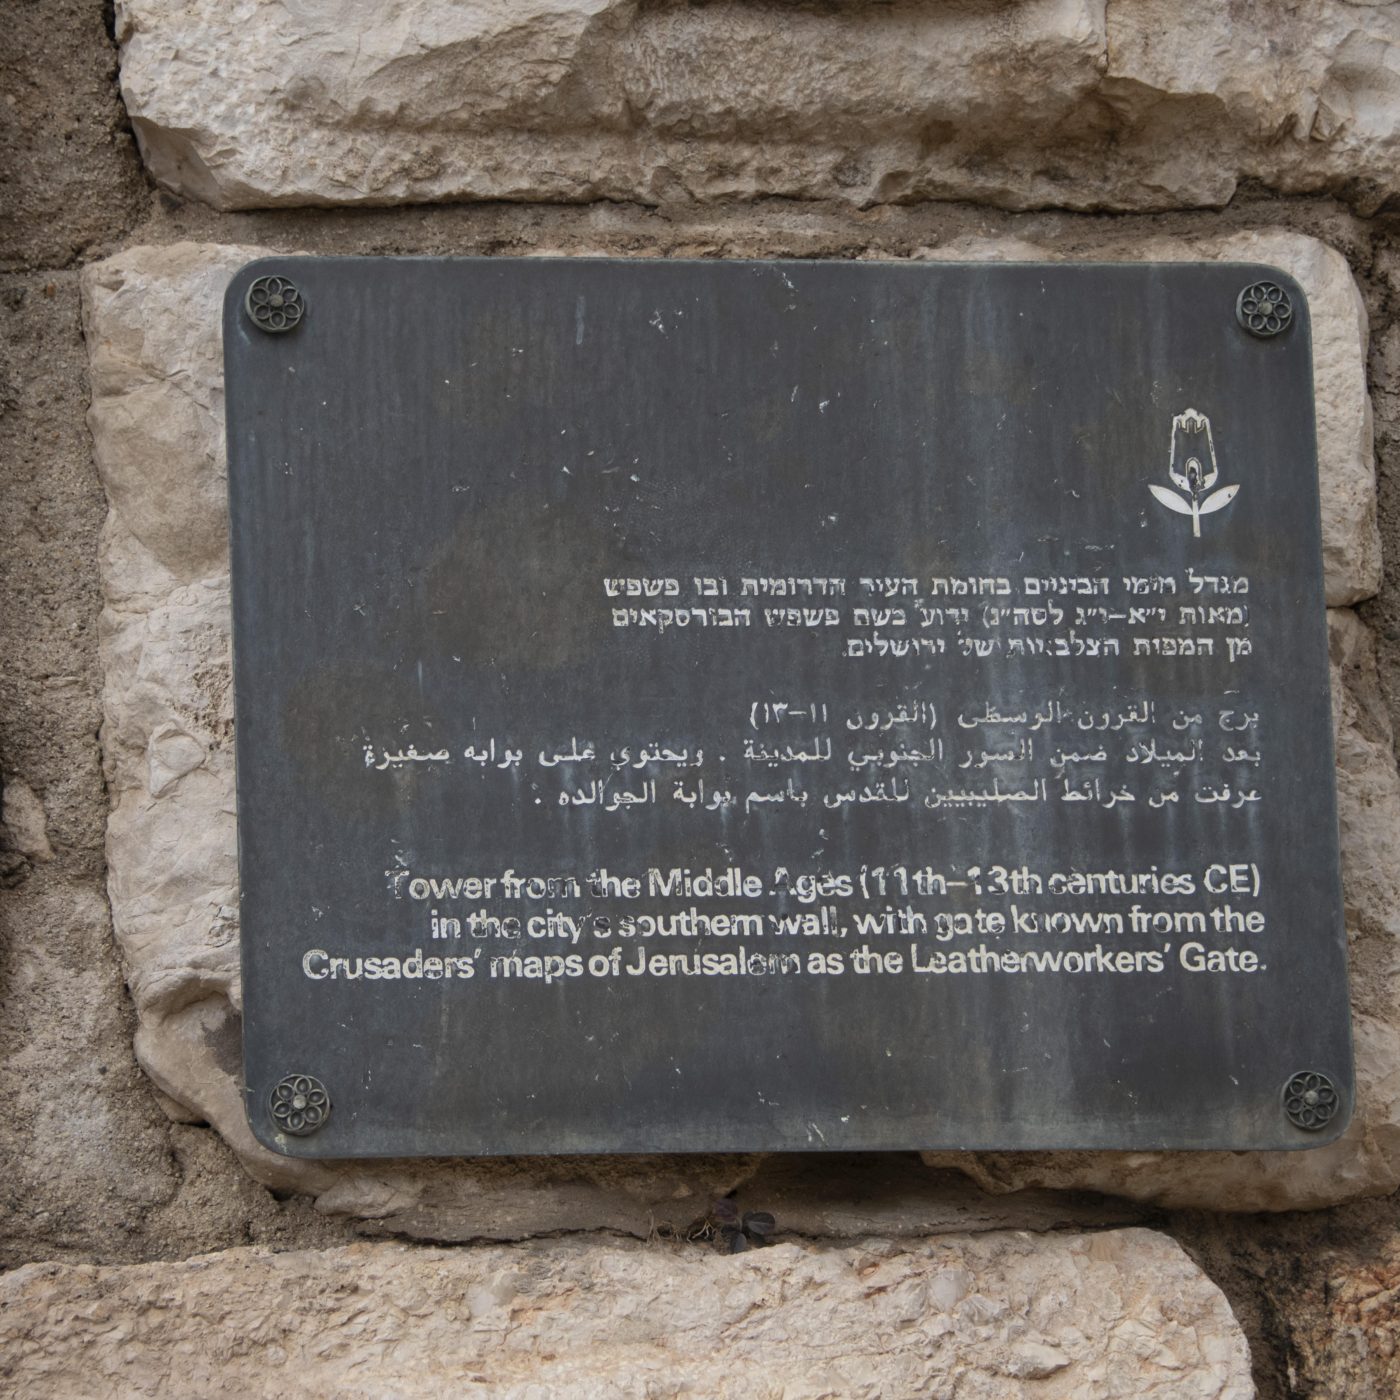 מגדל מימי הביניים בחומת העיר הדרומית ובו פשפש
(מאות י״א–י״ג לסה״נ) ידוע בשם פשפש הבורסקאים
מן המפות הצלבניות של ירושלים.
برج من القرون الوسطى (القرون ١١–١٣)
بعد الميلاد ضمن السور الجنوبي للمدينة . ويحتوي على بوابه صغيرة
عرفت من خرائط الصليبيين للقدس باسم بوابة الجوالده .
Tower from the Middle Ages (11th–13th centuries CE)
in the city's southern wall, with gate known from the
Crusaders' maps of Jerusalem as the Leatherworkers' Gate.